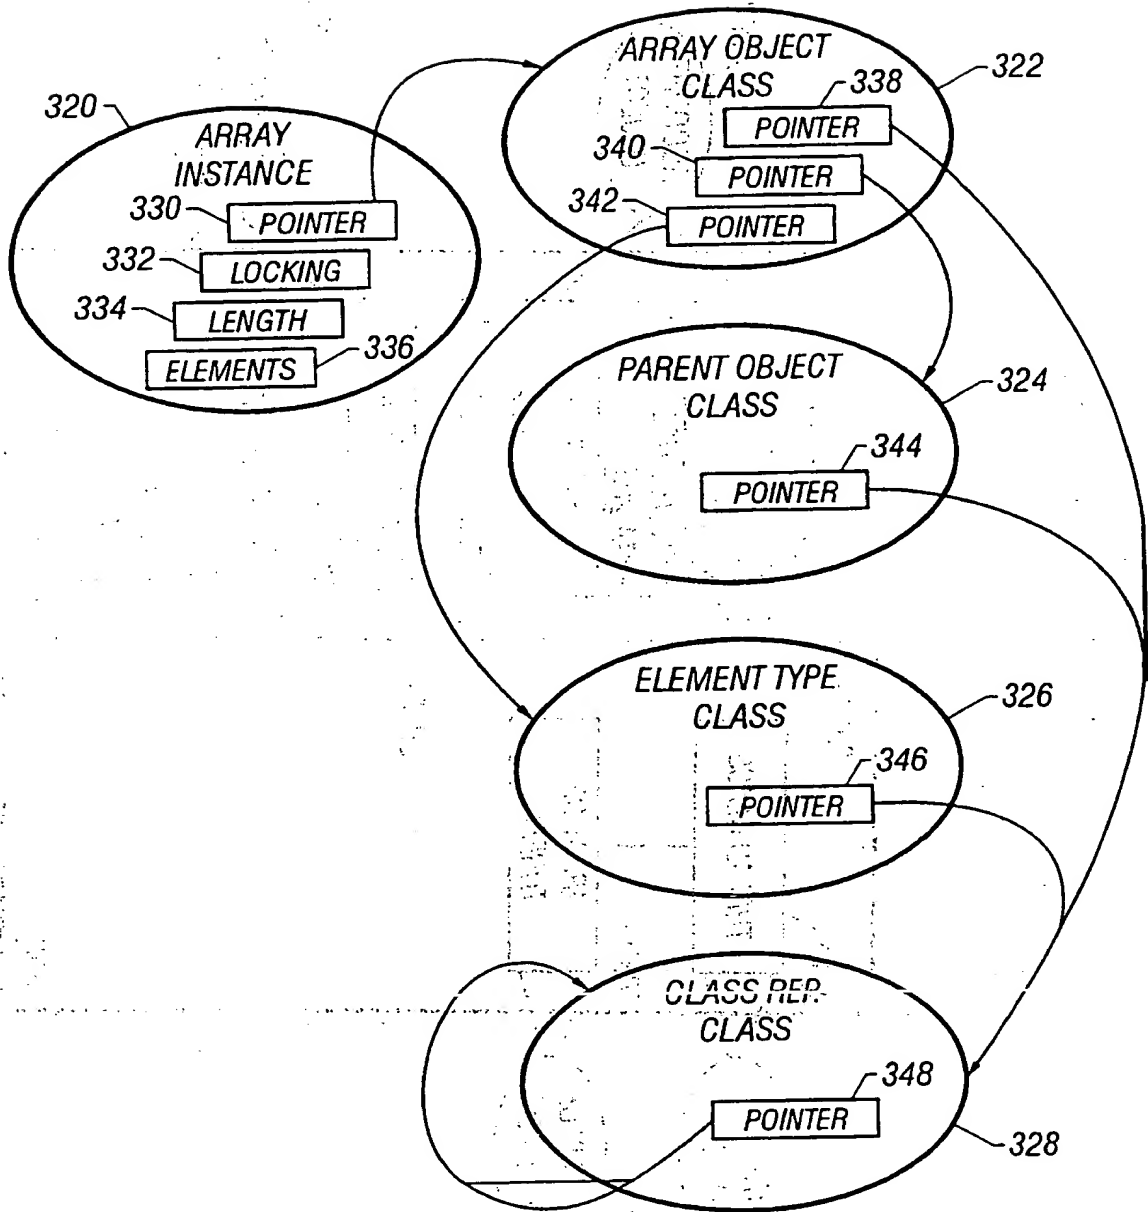 320
ARRAY
INSTANCE
330
POINTER
332
LOCKING
334
LENGTH
ELEMENTS
336
ARRAY OBJECT
CLASS
322
338
POINTER
340
POINTER
342
POINTER
PARENT OBJECT
CLASS
324
344
POINTER
ELEMENT TYPE
CLASS
326
346
POINTER
CLASS REP.
CLASS
348
POINTER
328